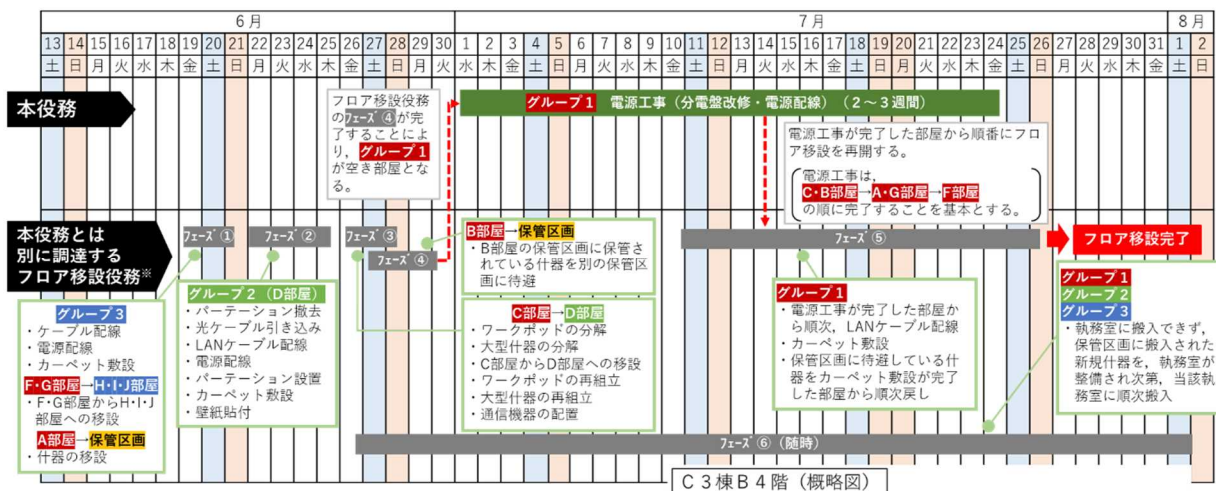 6月 7月 8月
13 14 15 16 17 18 19 20 21 22 23 24 25 26 27 28 29 30 1 2 3 4 5 6 7 8 9 10 11 12 13 14 15 16 17 18 19 20 21 22 23 24 25 26 27 28 29 30 31 1 2
土 日 月 火 水 木 金 土 日 月 火 水 木 金 土 日 月 火 水 木 金 土 日 月 火 水 木 金 土 日 月 火 水 木 金 土 日 月 火 水 木 金 土 日 月 火 水 木 金 土 日
本役務
フロア移設役務
のﾌｪｰｽﾞ④が完
了することによ
り，グループ1
が空き部屋とな
る。
グループ1 電源工事（分電盤改修・電源配線）（2～3週間）
電源工事が完了した部屋から順番にフロ
ア移設を再開する。
電源工事は，
C・B部屋→A・G部屋→F部屋
の順に完了することを基本とする。
本役務とは
別に調達する
フロア移設役務※
ﾌｪｰｽﾞ①
ﾌｪｰｽﾞ②
ﾌｪｰｽﾞ③
ﾌｪｰｽﾞ④
ﾌｪｰｽﾞ⑤
フロア移設完了
グループ3
・ケーブル配線
・電源配線
・カーペット敷設
F・G部屋→H・I・J部屋
・F・G部屋からH・I・J
部屋への移設
A部屋→保管区画
・什器の移設
グループ2（D部屋）
・パーテーション撤去
・光ケーブル引き込み
・LANケーブル配線
・電源配線
・パーテーション設置
・カーペット敷設
・壁紙貼付
B部屋→保管区画
・B部屋の保管区画に保管さ
れている什器を別の保管区
画に待避
C部屋→D部屋
・ワークポッドの分解
・大型什器の分解
・C部屋からD部屋への移設
・ワークポッドの再組立
・大型什器の再組立
・通信機器の配置
グループ1
・電源工事が完了した部屋か
ら順次，LANケーブル配線
・カーペット敷設
・保管区画に待避している什
器をカーペット敷設が完了
した部屋から順次戻し
グループ1
グループ2
グループ3
・執務室に搬入できず，
保管区画に搬入された
新規什器を，執務室が
整備され次第，当該執
務室に順次搬入
ﾌｪｰｽﾞ⑥（随時）
C3棟B4階（概略図）